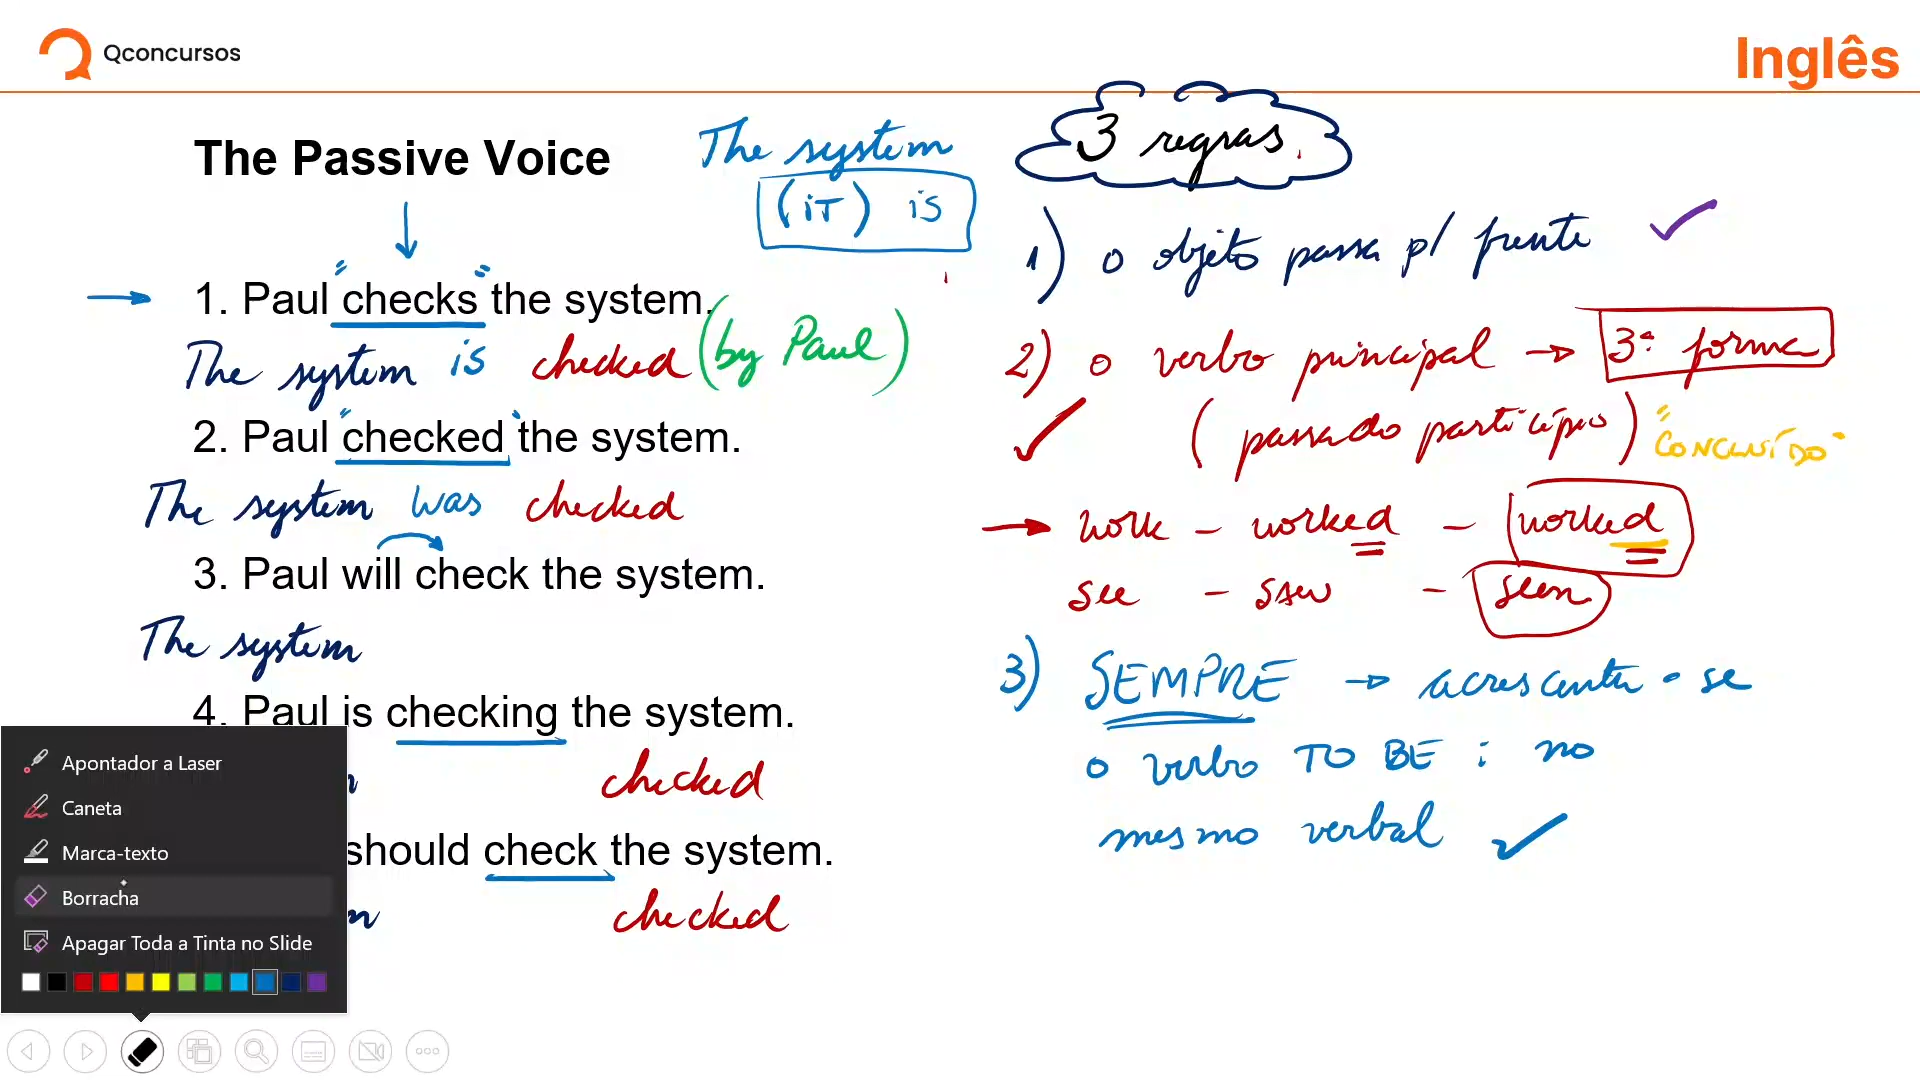 Qconcursos
Inglês
The Passive Voice
The system
(iT) is
1. Paul checks the system.
The system is checked (by Paul)
2. Paul checked the system.
The system was checked
3. Paul will check the system.
The system
4. Paul is checking the system.
checked
should check the system.
checked
3 regras
1) o objeto passa p/ frente
2) o verbo principal → 3ª forma
(passado particípio) "CONCLUÍDO"
→ work - worked - worked
see - saw - seen
3) SEMPRE → acrescenta-se
o verbo TO BE : no
mesmo verbal
Apontador a Laser
Caneta
Marca-texto
Borracha
Apagar Toda a Tinta no Slide